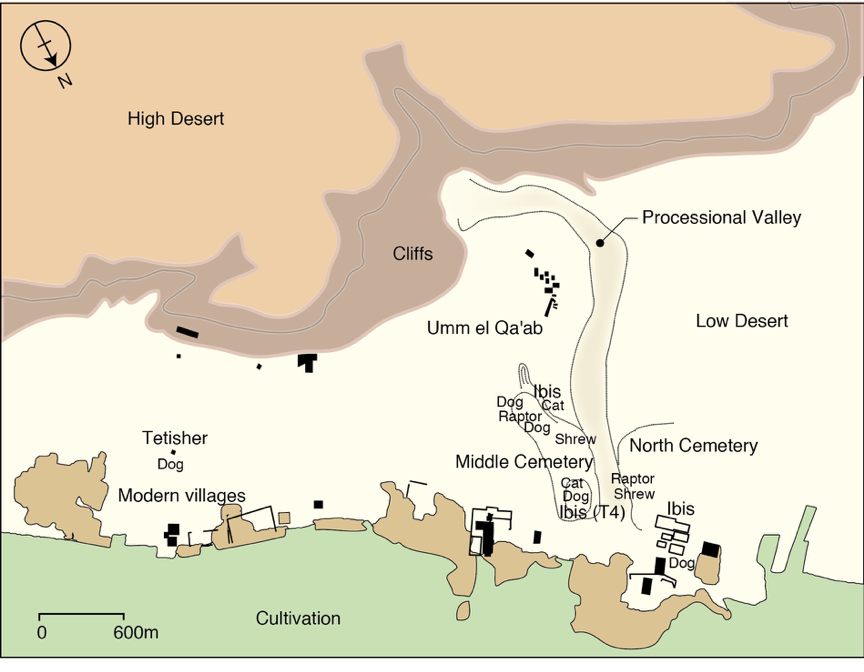 N
High Desert
Processional Valley
Cliffs
Low Desert
Umm el Qa'ab
Ibis
Dog
Cat
Raptor
Dog
Shrew
Tetisher
Dog
North Cemetery
Middle Cemetery
Modern villages
Cat
Dog
Ibis (T4)
Raptor
Shrew
Ibis
Dog
Cultivation
0 600m